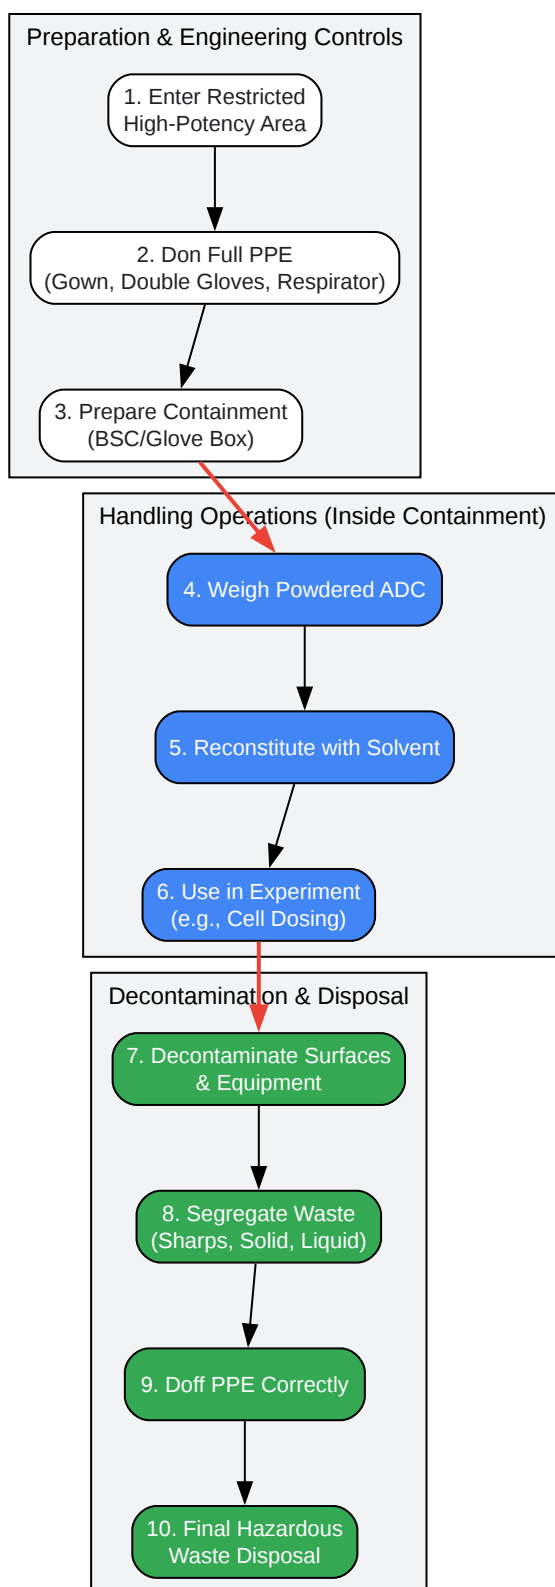 Preparation & Engineering Controls
1. Enter Restricted
High-Potency Area
2. Don Full PPE
(Gown, Double Gloves, Respirator)
3. Prepare Containment
(BSC/Glove Box)
Handling Operations (Inside Containment)
4. Weigh Powdered ADC
5. Reconstitute with Solvent
6. Use in Experiment
(e.g., Cell Dosing)
Decontamination & Disposal
7. Decontaminate Surfaces
& Equipment
8. Segregate Waste
(Sharps, Solid, Liquid)
9. Doff PPE Correctly
10. Final Hazardous
Waste Disposal